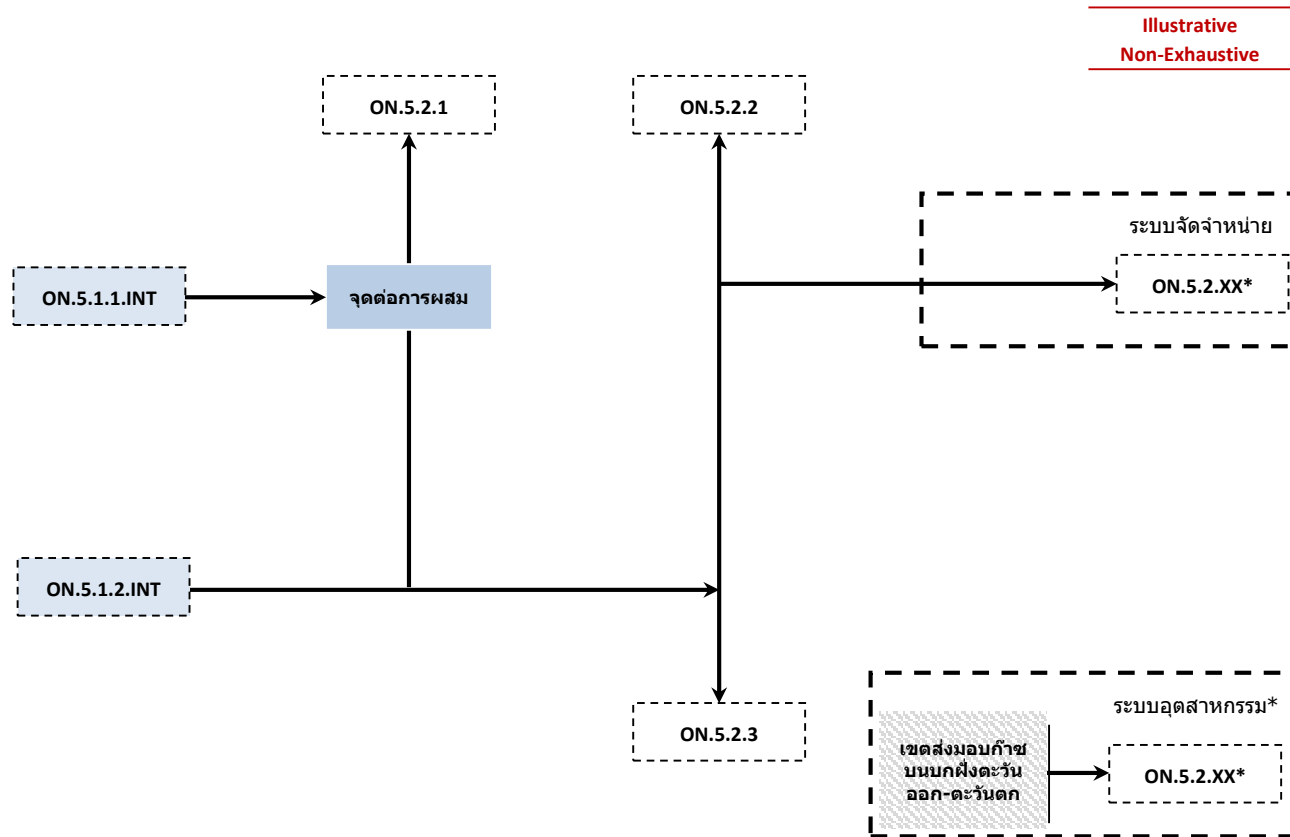 Illustrative
Non-Exhaustive
ON.5.2.1
ON.5.2.2
ระบบจัดจำหน่าย
ON.5.2.XX*
ON.5.1.1.INT
จุดต่อการผสม
ON.5.1.2.INT
ON.5.2.3
ระบบอุตสาหกรรม*
เขตส่งมอบก๊าซ
บนบกฝั่งตะวัน
ออก-ตะวันตก
ON.5.2.XX*